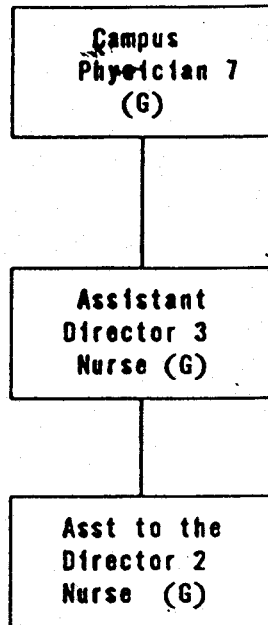 Campus
Physician 7
(G)
Assistant
Director 3
Nurse (G)
Asst to the
Director 2
Nurse (G)